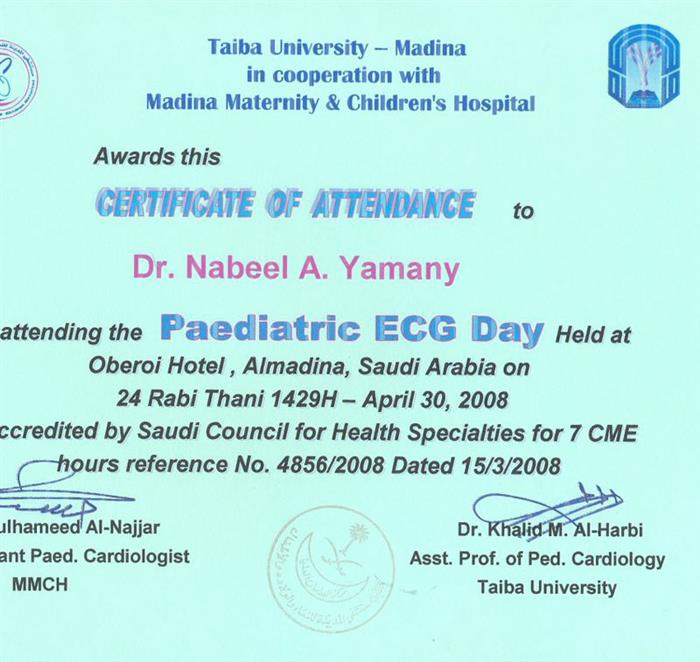 Taiba University – Madina
in cooperation with
Madina Maternity & Children's Hospital
Awards this
CERTIFICATE OF ATTENDANCE to
Dr. Nabeel A. Yamany
attending the Paediatric ECG Day Held at
Oberoi Hotel , Almadina, Saudi Arabia on
24 Rabi Thani 1429H – April 30, 2008
ccredited by Saudi Council for Health Specialties for 7 CME
hours reference No. 4856/2008 Dated 15/3/2008
ulhameed Al-Najjar
ant Paed. Cardiologist
MMCH
Dr. Khalid M. Al-Harbi
Asst. Prof. of Ped. Cardiology
Taiba University